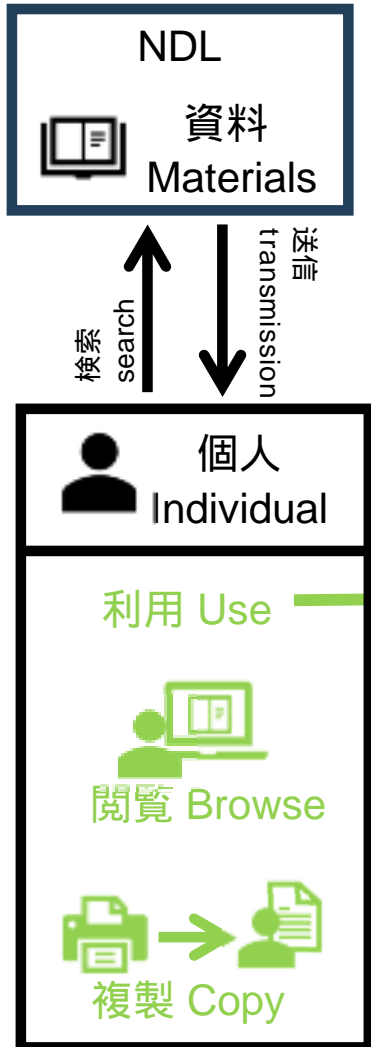 NDL
資料
Materials
検索
search
送信
transmission
個人
Individual
利用 Use
閲覧 Browse
複製 Copy